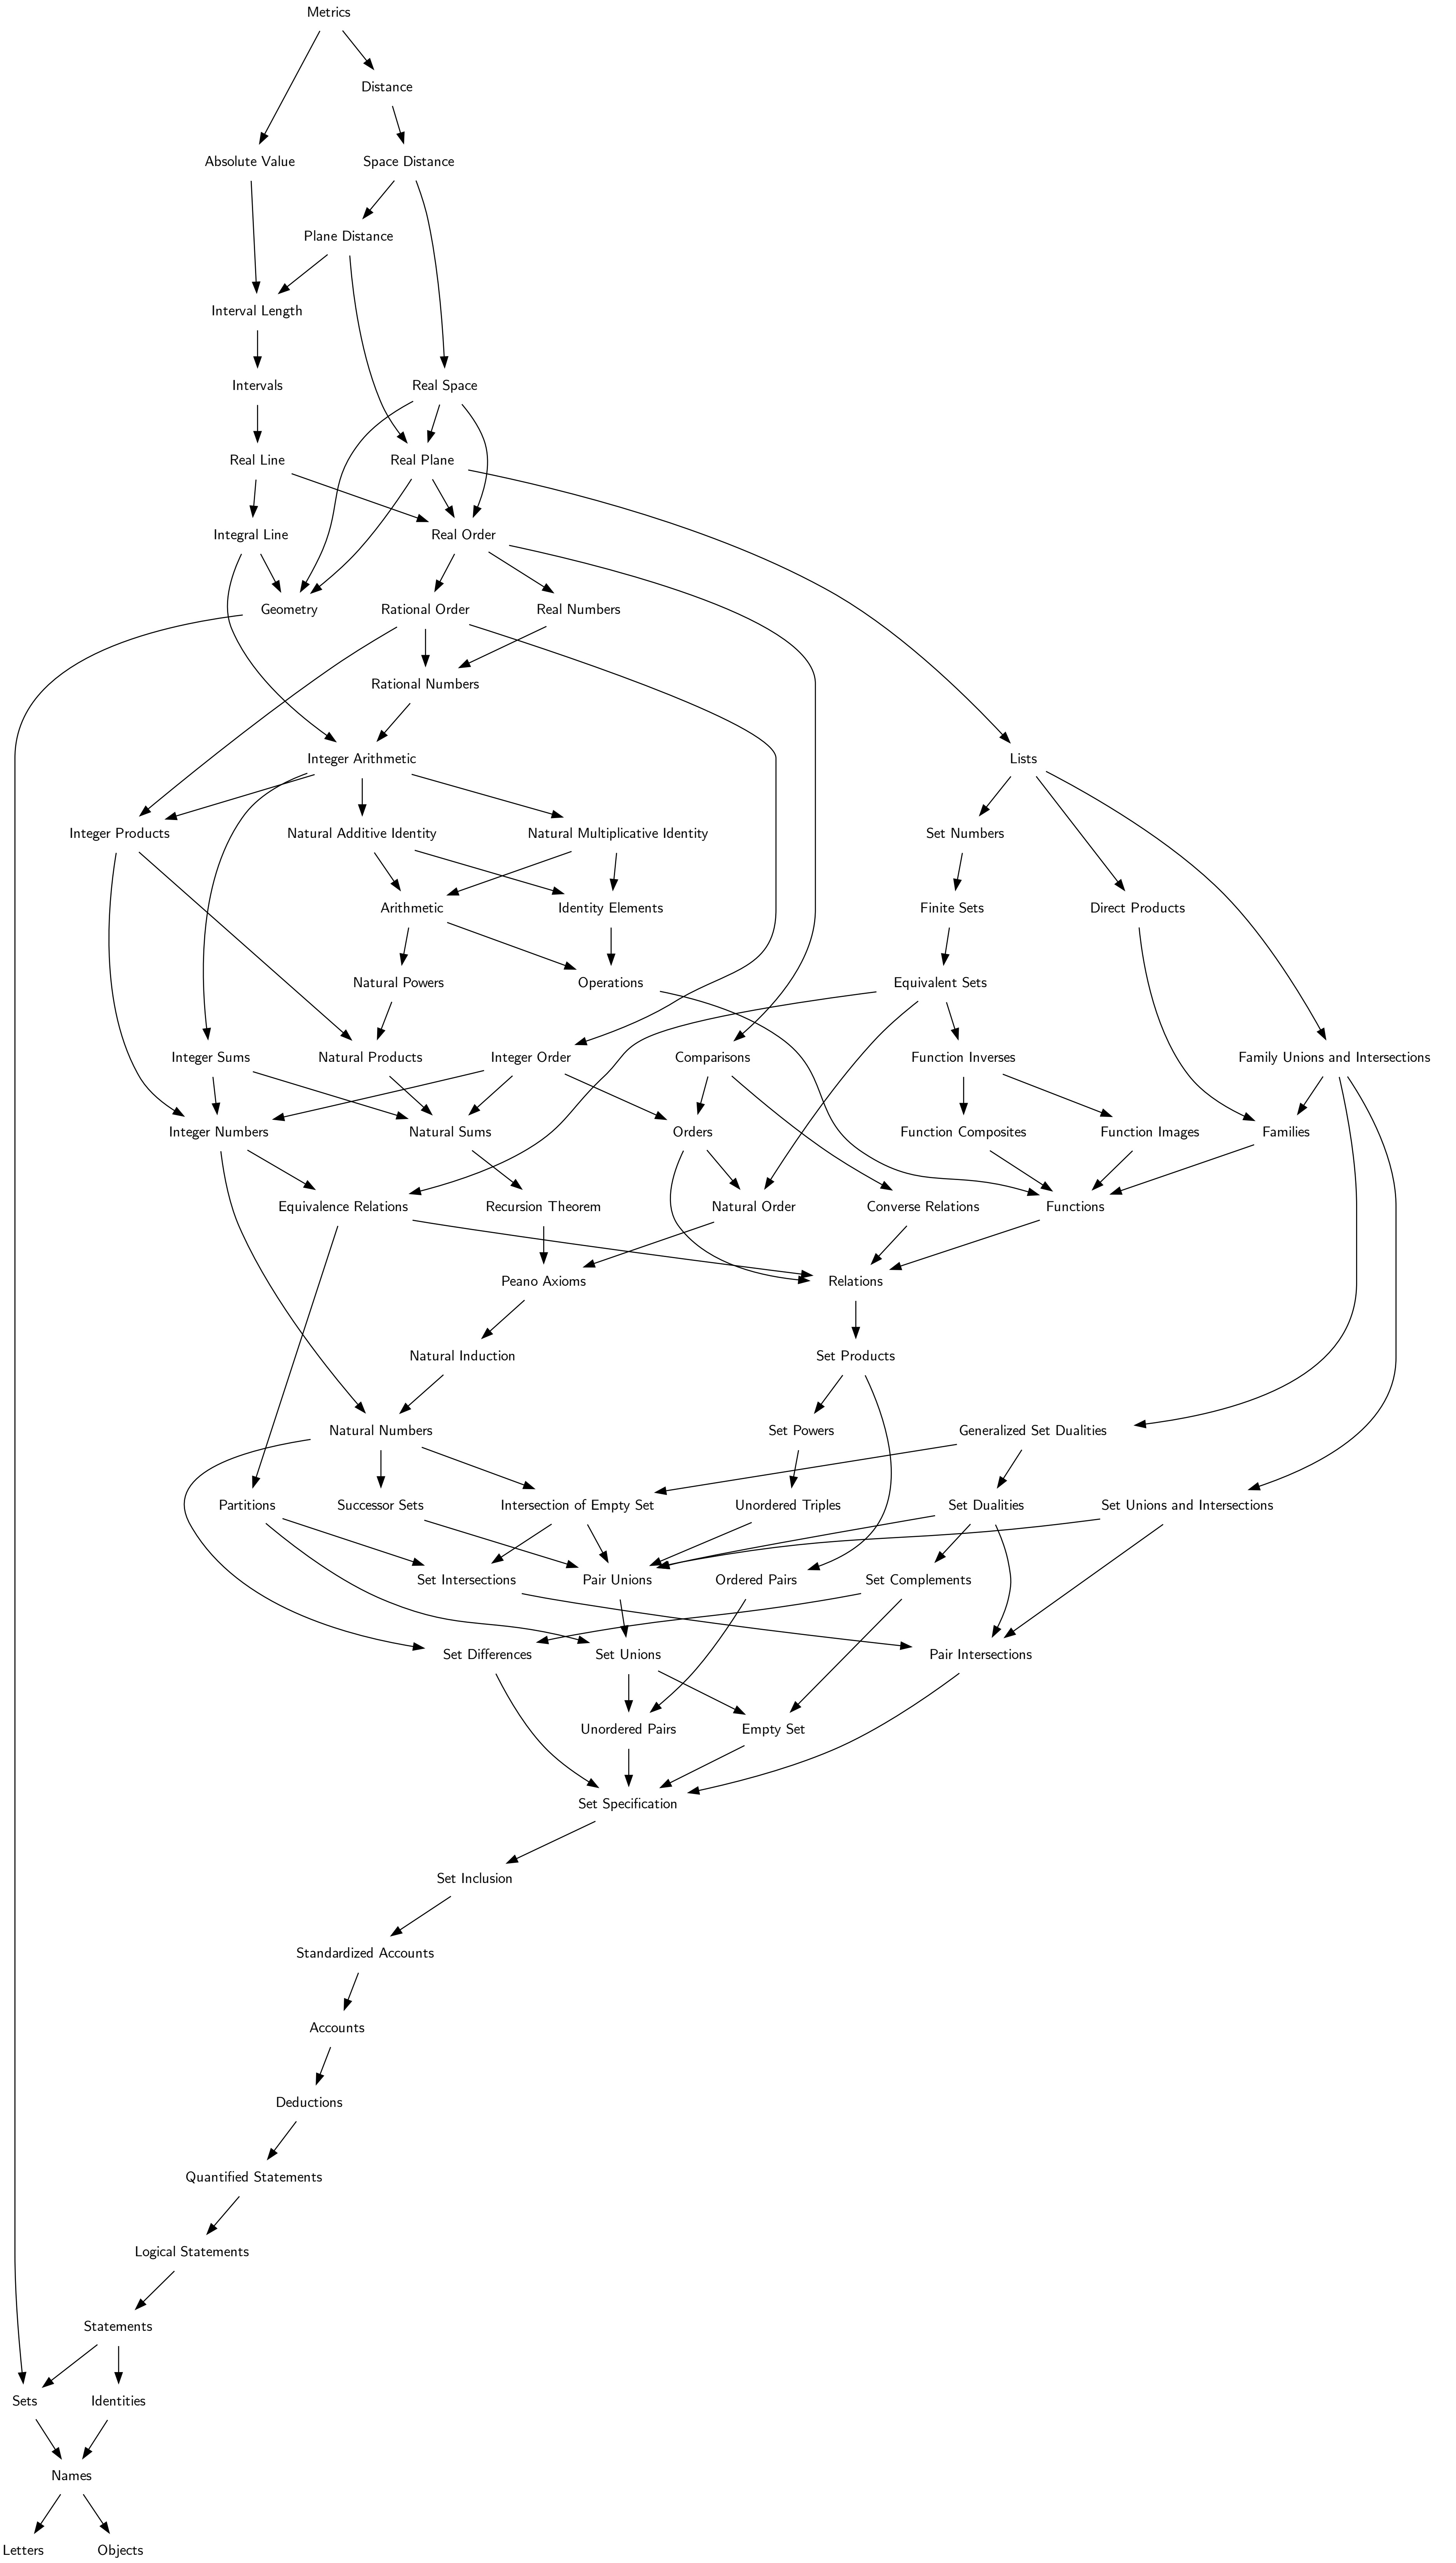 Metrics
Distance
Absolute Value
Space Distance
Plane Distance
Interval Length
Intervals
Real Space
Real Line
Real Plane
Integral Line
Real Order
Geometry
Rational Order
Real Numbers
Rational Numbers
Integer Arithmetic
Lists
Integer Products
Natural Additive Identity
Natural Multiplicative Identity
Set Numbers
Arithmetic
Identity Elements
Finite Sets
Direct Products
Natural Powers
Operations
Equivalent Sets
Integer Sums
Natural Products
Integer Order
Comparisons
Function Inverses
Family Unions and Intersections
Integer Numbers
Natural Sums
Orders
Function Composites
Function Images
Families
Equivalence Relations
Recursion Theorem
Natural Order
Converse Relations
Functions
Peano Axioms
Relations
Natural Induction
Set Products
Natural Numbers
Set Powers
Generalized Set Dualities
Partitions
Successor Sets
Intersection of Empty Set
Unordered Triples
Set Dualities
Set Unions and Intersections
Set Intersections
Pair Unions
Ordered Pairs
Set Complements
Set Differences
Set Unions
Pair Intersections
Unordered Pairs
Empty Set
Set Specification
Set Inclusion
Standardized Accounts
Accounts
Deductions
Quantified Statements
Logical Statements
Statements
Sets
Identities
Names
Letters
Objects